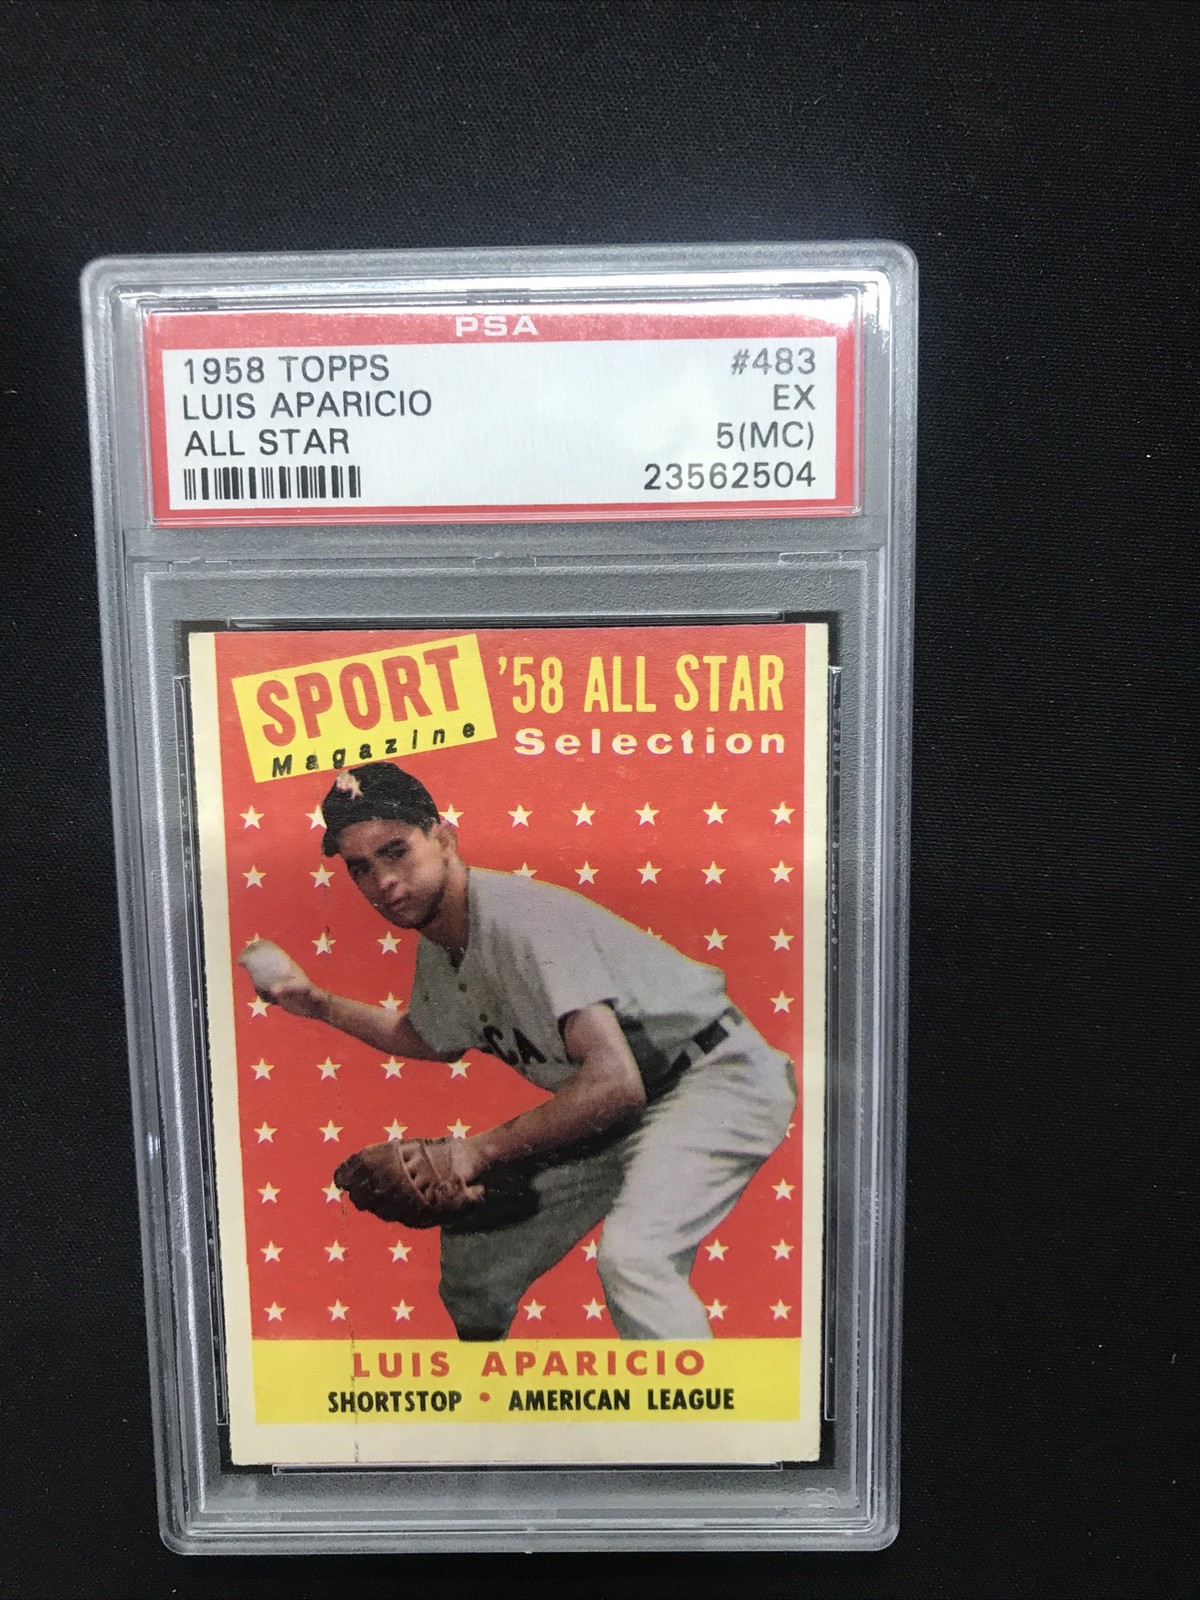 PSA
1958 TOPPS #483
LUIS APARICIO EX
ALL STAR 5(MC)
23562504
SPORT '58 ALL STAR
Magazine Selection
CA
LUIS APARICIO
SHORTSTOP • AMERICAN LEAGUE